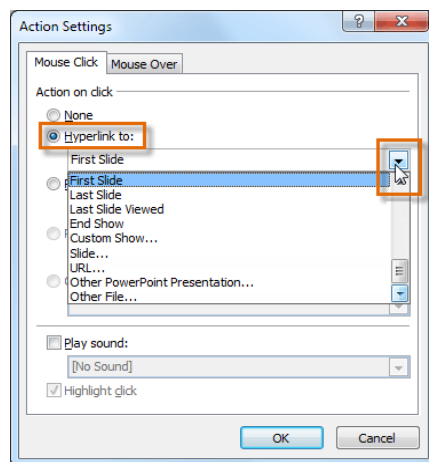 Action Settings
Mouse Click Mouse Over
Action on click
None
Hyperlink to:
First Slide
First Slide
Last Slide
Last Slide Viewed
End Show
Custom Show...
Slide...
URL...
Other PowerPoint Presentation...
Other File...
Play sound:
[No Sound]
Highlight click
OK Cancel